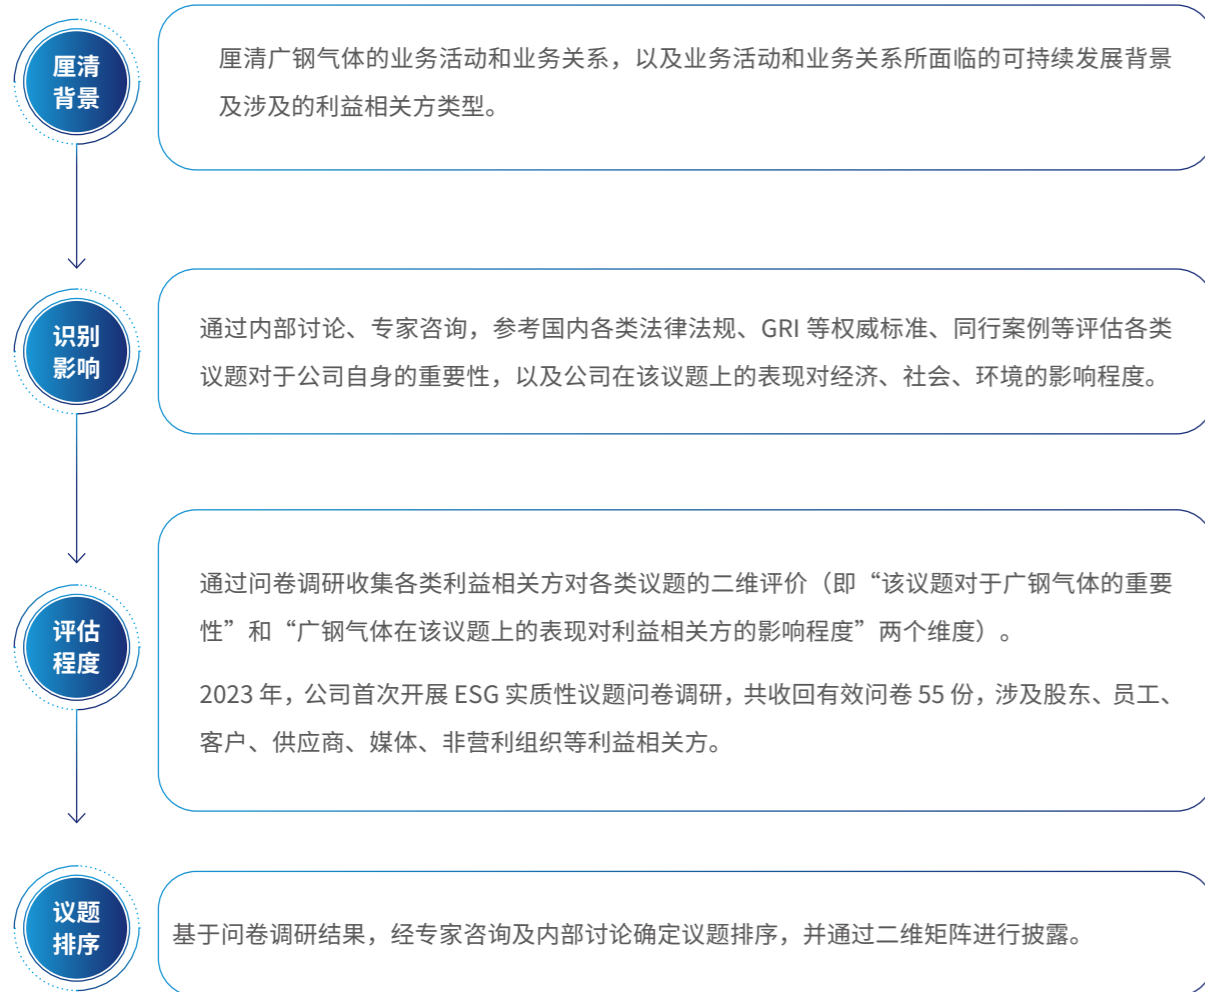 厘清
背景
厘清广钢气体的业务活动和业务关系，以及业务活动和业务关系所面临的可持续发展背景
及涉及的利益相关方类型。
识别
影响
通过内部讨论、专家咨询，参考国内各类法律法规、GRI 等权威标准、同行案例等评估各类
议题对于公司自身的重要性，以及公司在该议题上的表现对经济、社会、环境的影响程度。
评估
程度
通过问卷调研收集各类利益相关方对各类议题的二维评价（即“该议题对于广钢气体的重要
性”和“广钢气体在该议题上的表现对利益相关方的影响程度”两个维度）。
2023 年，公司首次开展 ESG 实质性议题问卷调研，共收回有效问卷 55 份，涉及股东、员工、
客户、供应商、媒体、非营利组织等利益相关方。
议题
排序
基于问卷调研结果，经专家咨询及内部讨论确定议题排序，并通过二维矩阵进行披露。